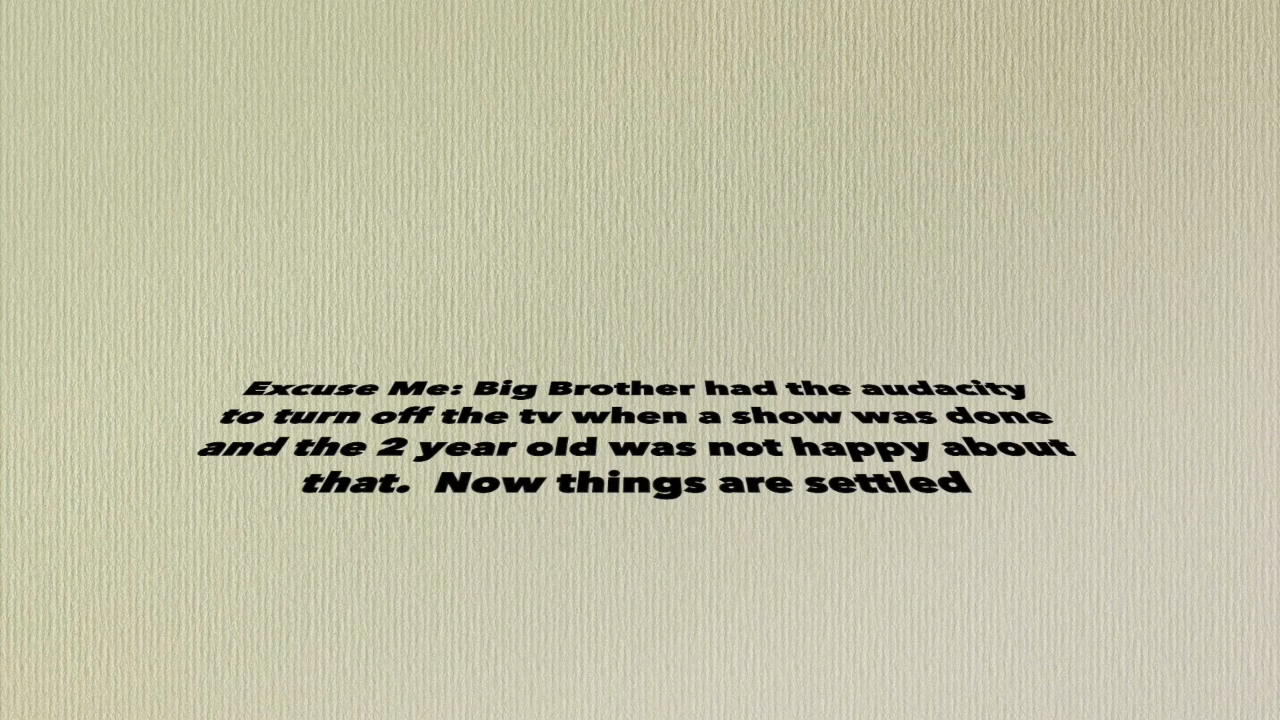 Excuse Me: Big Brother had the audacity
to turn off the tv when a show was done
and the 2 year old was not happy about
that.  Now things are settled